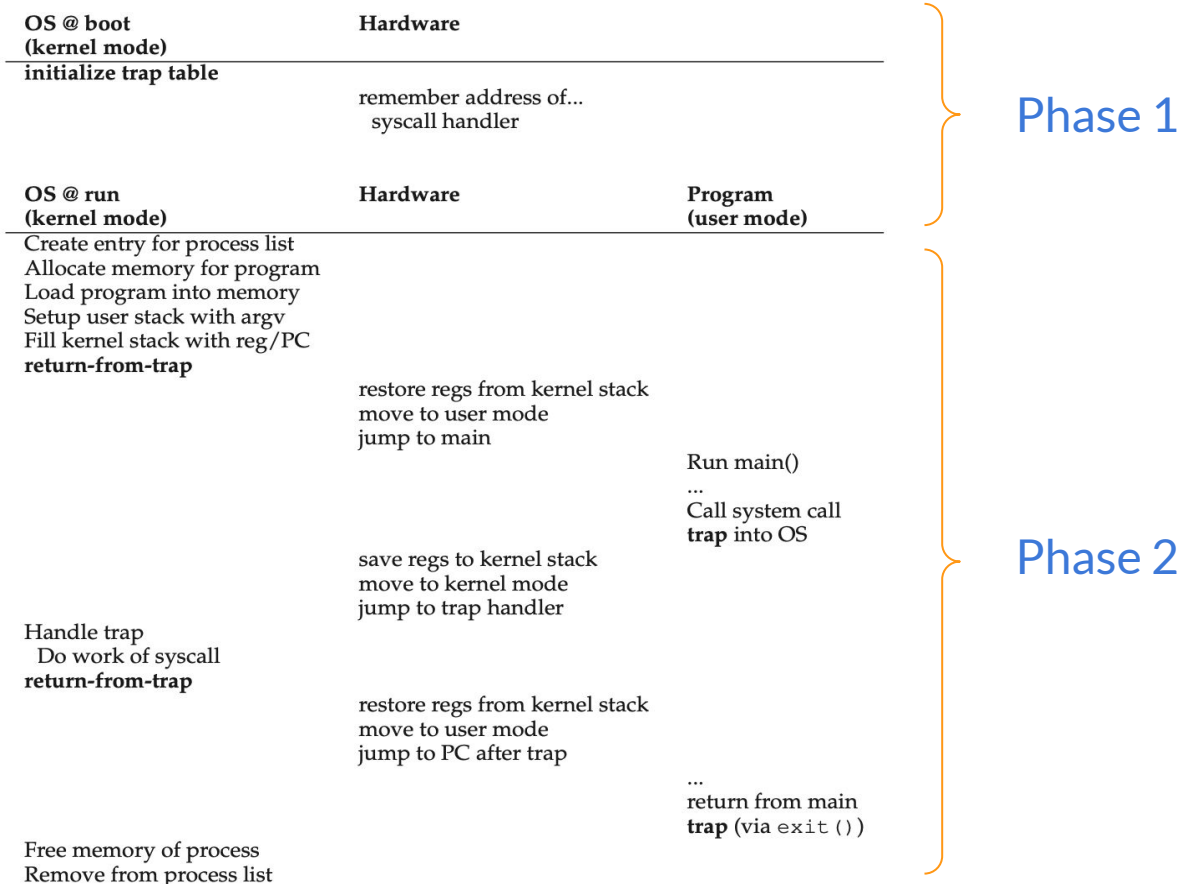 OS @ boot Hardware
(kernel mode)
initialize trap table
remember address of...
syscall handler
Phase 1
OS @ run Hardware Program
(kernel mode) (user mode)
Create entry for process list
Allocate memory for program
Load program into memory
Setup user stack with argv
Fill kernel stack with reg/PC
return-from-trap
restore regs from kernel stack
move to user mode
jump to main
Run main()
...
Call system call
trap into OS
Phase 2
save regs to kernel stack
move to kernel mode
jump to trap handler
Handle trap
Do work of syscall
return-from-trap
restore regs from kernel stack
move to user mode
jump to PC after trap
...
return from main
trap (via exit())
Free memory of process
Remove from process list